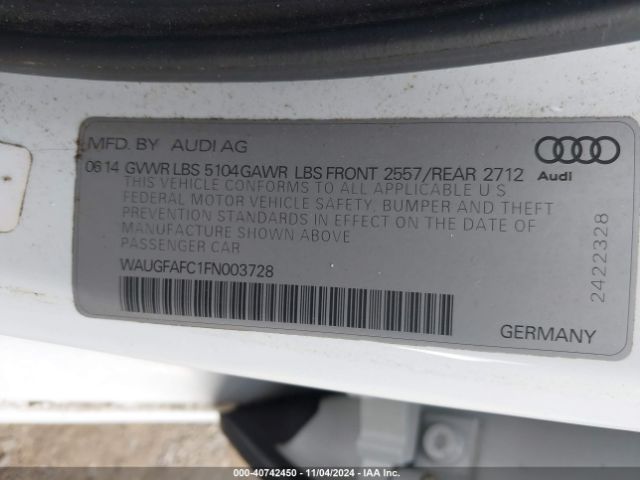 MFD. BY AUDI AG
0614 GVWR LBS 5104 GAWR LBS FRONT 2557/REAR 2712
THIS VEHICLE CONFORMS TO ALL APPLICABLE U S
FEDERAL MOTOR VEHICLE SAFETY, BUMPER AND THEFT
PREVENTION STANDARDS IN EFFECT ON THE DATE OF
MANUFACTURE SHOWN ABOVE
PASSENGER CAR
WAUGFAFC1FN003728
Audi
2422328
GERMANY
000-40742450 - 11/04/2024 - IAA Inc.